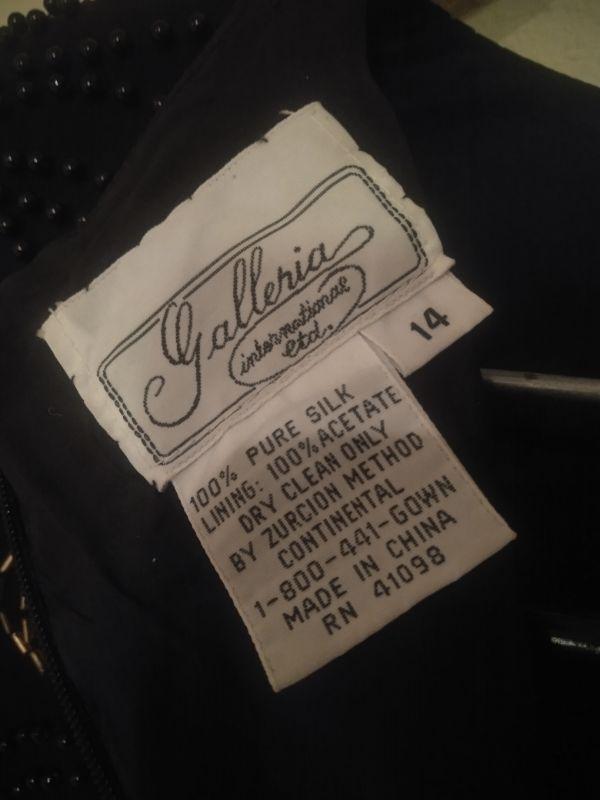 Galleria
international
ltd.
14
100% PURE SILK
LINING: 100% ACETATE
DRY CLEAN ONLY
BY ZURCION METHOD
CONTINENTAL
1-800-441-GOWN
MADE IN CHINA
RN 41098